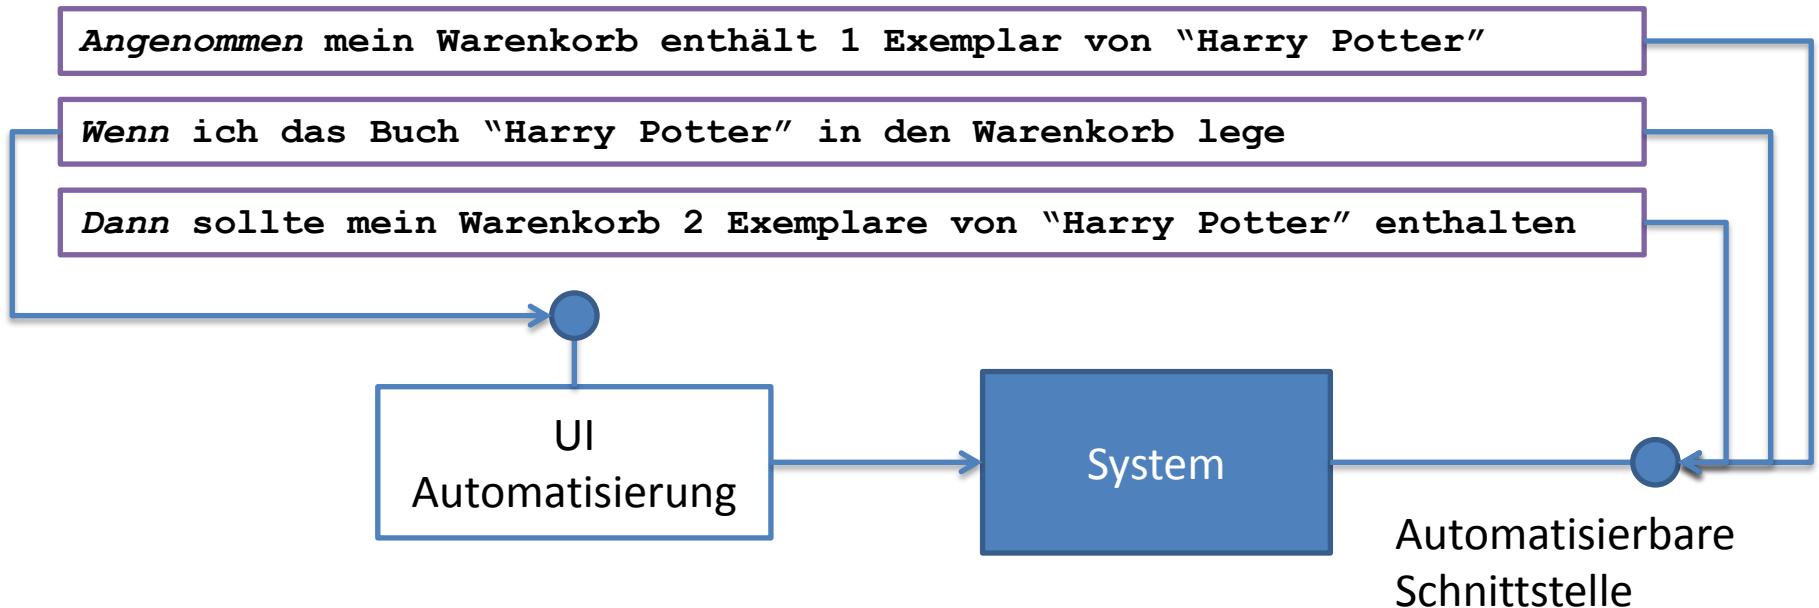 Angenommen mein Warenkorb enthält 1 Exemplar von “Harry Potter”
Wenn ich das Buch “Harry Potter” in den Warenkorb lege
Dann sollte mein Warenkorb 2 Exemplare von “Harry Potter” enthalten
UI
Automatisierung
System
Automatisierbare
Schnittstelle